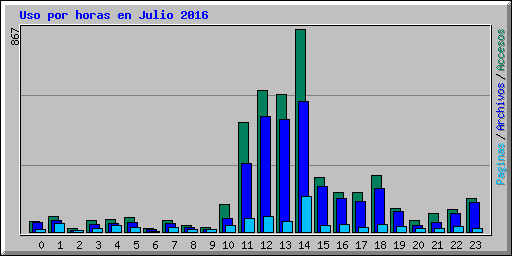 Uso por horas en Julio 2016
867
Paginas / Archivos / Accesos
0 1 2 3 4 5 6 7 8 9 10 11 12 13 14 15 16 17 18 19 20 21 22 23